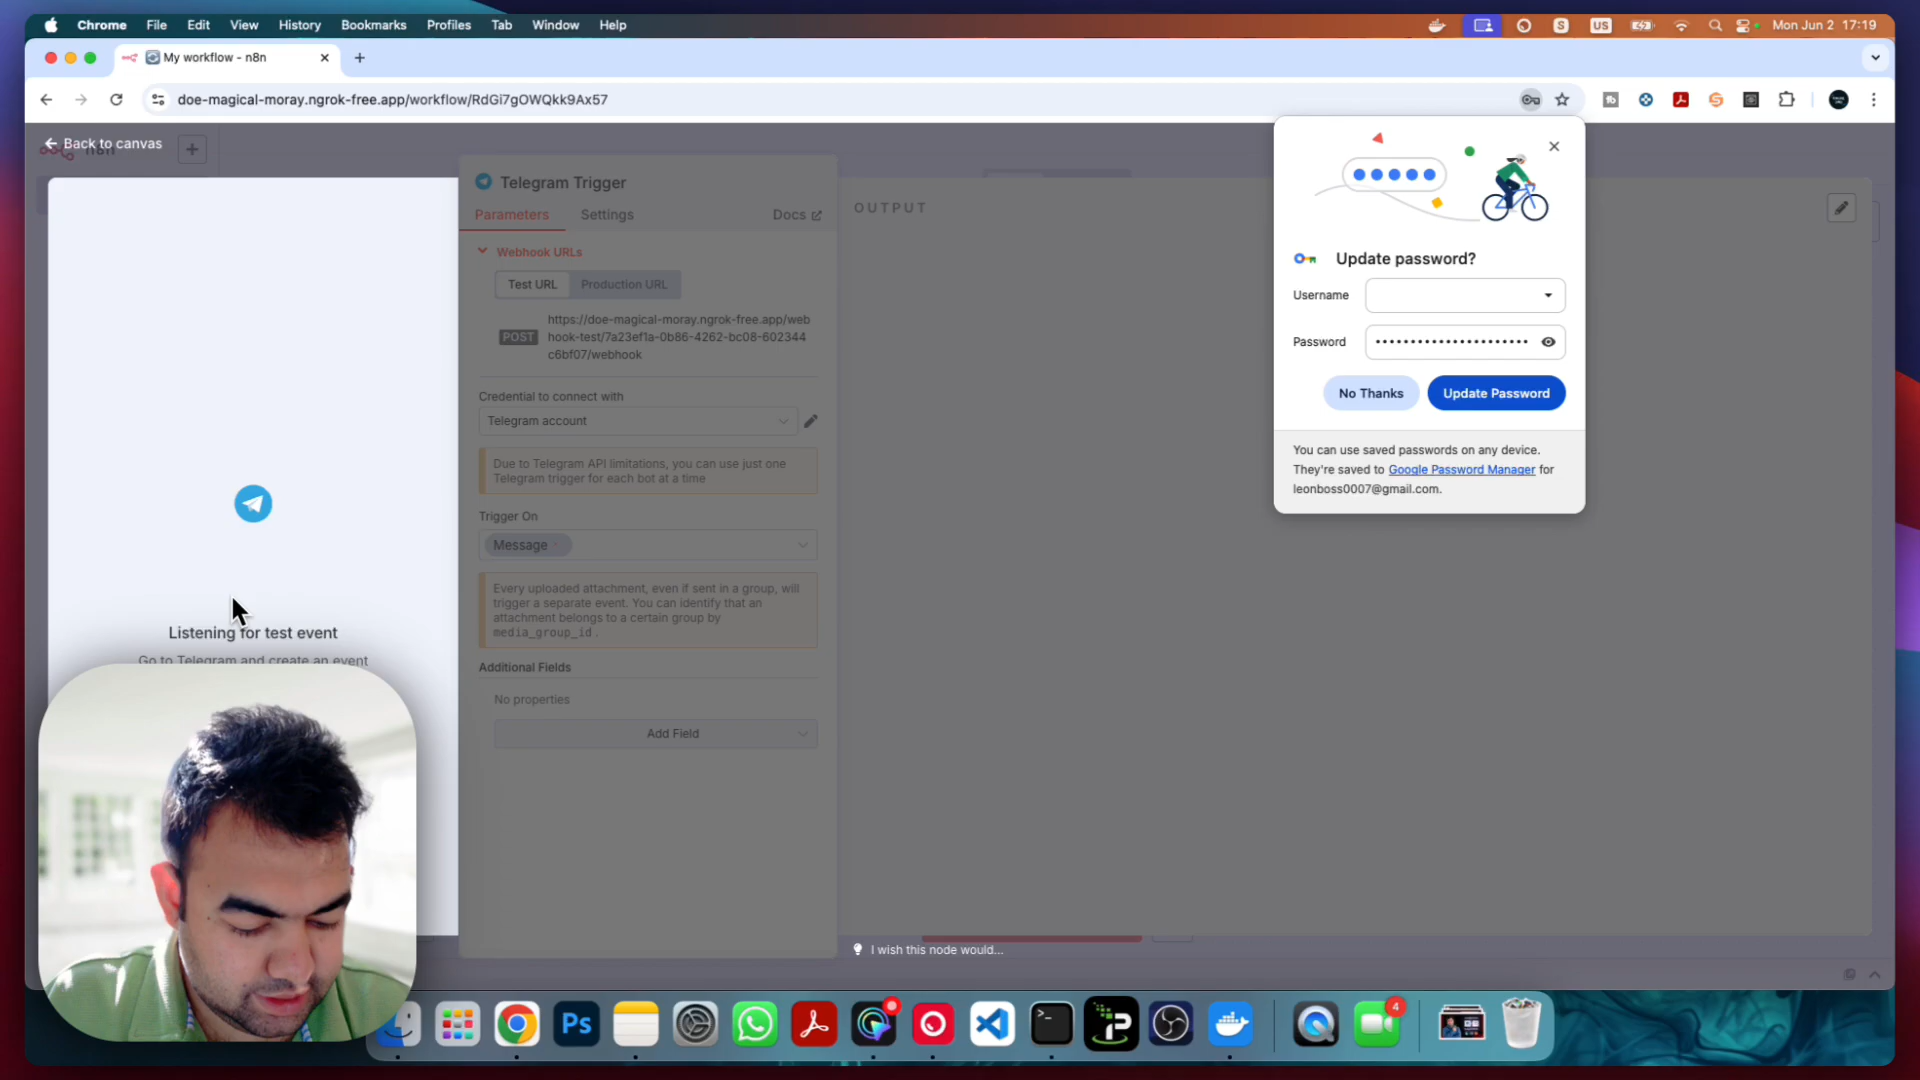 Chrome File Edit View History Bookmarks Profiles Tab Window Help
S US Mon Jun 2 17:19
My workflow - n8n
doe-magical-moray.ngrok-free.app/workflow/RdGi7gOWQkk9Ax57
Back to canvas
n8n
Telegram Trigger
Parameters Settings Docs
OUTPUT
Webhook URLs
Test URL Production URL
POST
https://doe-magical-moray.ngrok-free.app/web
hook-test/7a23ef1a-0b86-4262-bc08-602344
c6bf07/webhook
Credential to connect with
Telegram account
Due to Telegram API limitations, you can use just one
Telegram trigger for each bot at a time
Trigger On
Message
Every uploaded attachment, even if sent in a group, will
trigger a separate event. You can identify that an
attachment belongs to a certain group by
media_group_id .
Additional Fields
No properties
Add Field
Listening for test event
Go to Telegram and create an event
I wish this node would...
Update password?
Username
Password
No Thanks Update Password
You can use saved passwords on any device.
They're saved to Google Password Manager for
leonboss0007@gmail.com.
Ps
4